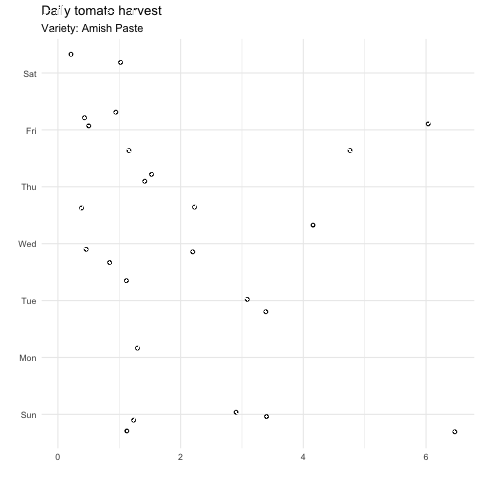 Daily tomato harvest
Variety: Amish Paste
Sat
Fri
Thu
Wed
Tue
Mon
Sun
0 2 4 6